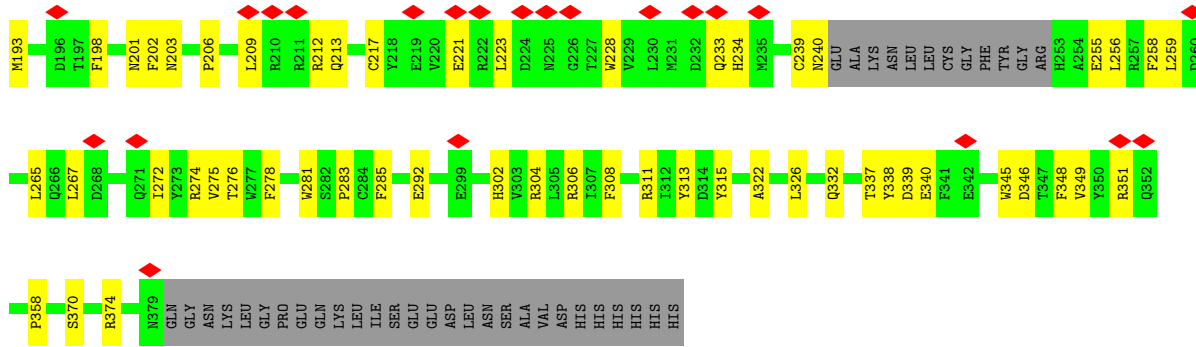 M193 D196 T197 F198 N201 F202 N203 P206 L209 R210 R211 R212 Q213 C217 Y218 E219 V220 E221 R222 L223 D224 N225 G226 T227 W228 V229 L230 M231 D232 Q233 H234 M235 C239 N240 GLU ALA LYS ASN LEU LEU CYS GLY PHE TYR GLY ARG H253 A254 E255 L256 R257 F258 L259 D260
L265 Q266 L267 D268 Q271 I272 Y273 R274 V275 T276 W277 F278 W281 S282 P283 C284 F285 E292 E299 H302 V303 R304 L305 R306 I307 F308 R311 I312 Y313 D314 Y315 A322 L326 Q332 T337 Y338 D339 E340 F341 E342 W345 D346 T347 F348 V349 Y350 R351 Q352
P358 S370 R374 N379 GLN GLY ASN LYS LEU GLY PRO GLU GLN LYS LEU ILE SER GLU GLU ASP LEU ASN SER ALA VAL ASP HIS HIS HIS HIS HIS HIS